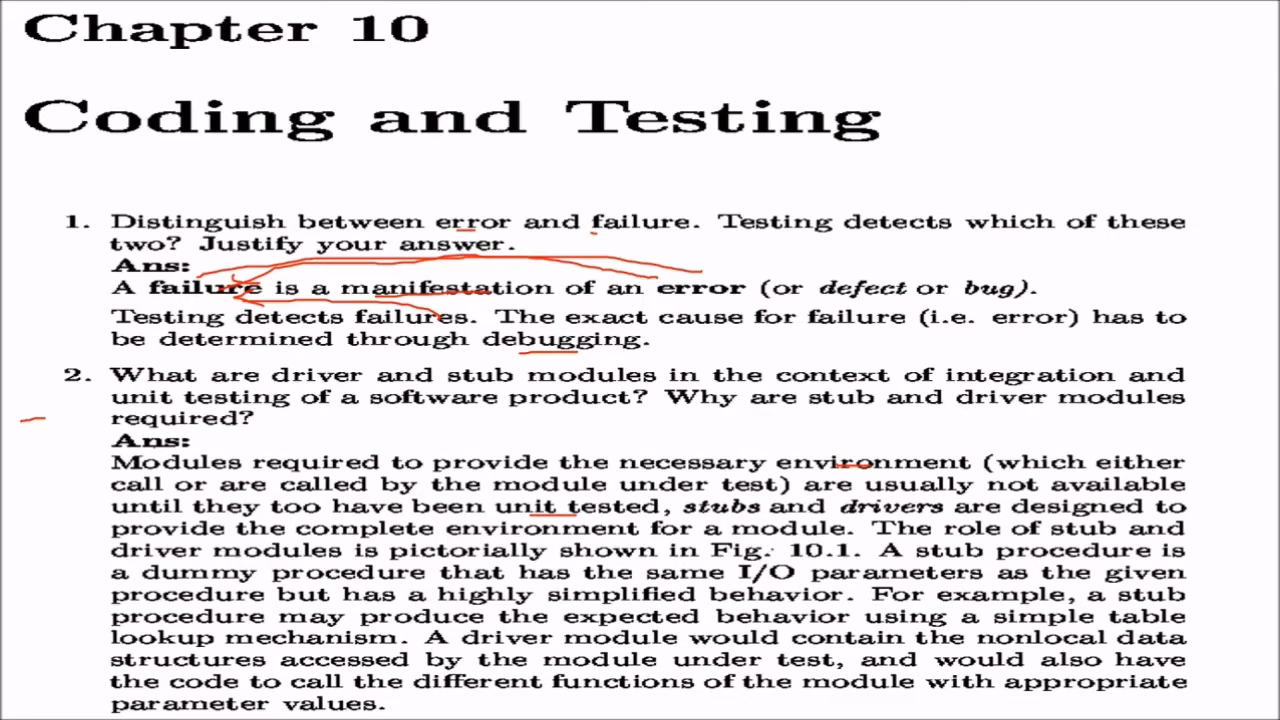 Chapter 10
Coding and Testing
1. Distinguish between error and failure. Testing detects which of these
two? Justify your answer.
Ans:
A failure is a manifestation of an error (or defect or bug).
Testing detects failures. The exact cause for failure (i.e. error) has to
be determined through debugging.
2. What are driver and stub modules in the context of integration and
unit testing of a software product? Why are stub and driver modules
required?
Ans:
Modules required to provide the necessary environment (which either
call or are called by the module under test) are usually not available
until they too have been unit tested, stubs and drivers are designed to
provide the complete environment for a module. The role of stub and
driver modules is pictorially shown in Fig. 10.1. A stub procedure is
a dummy procedure that has the same I/O parameters as the given
procedure but has a highly simplified behavior. For example, a stub
procedure may produce the expected behavior using a simple table
lookup mechanism. A driver module would contain the nonlocal data
structures accessed by the module under test, and would also have
the code to call the different functions of the module with appropriate
parameter values.